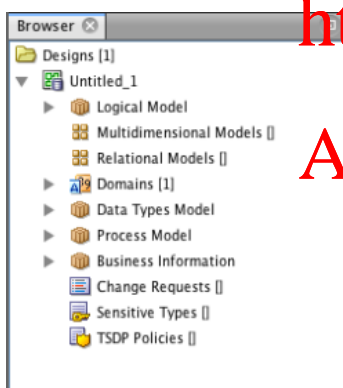 Browser
ht
Designs [1]
Untitled_1
Logical Model
Multidimensional Models []
Relational Models []
A
Domains [1]
Data Types Model
Process Model
Business Information
Change Requests []
Sensitive Types []
TSDP Policies []